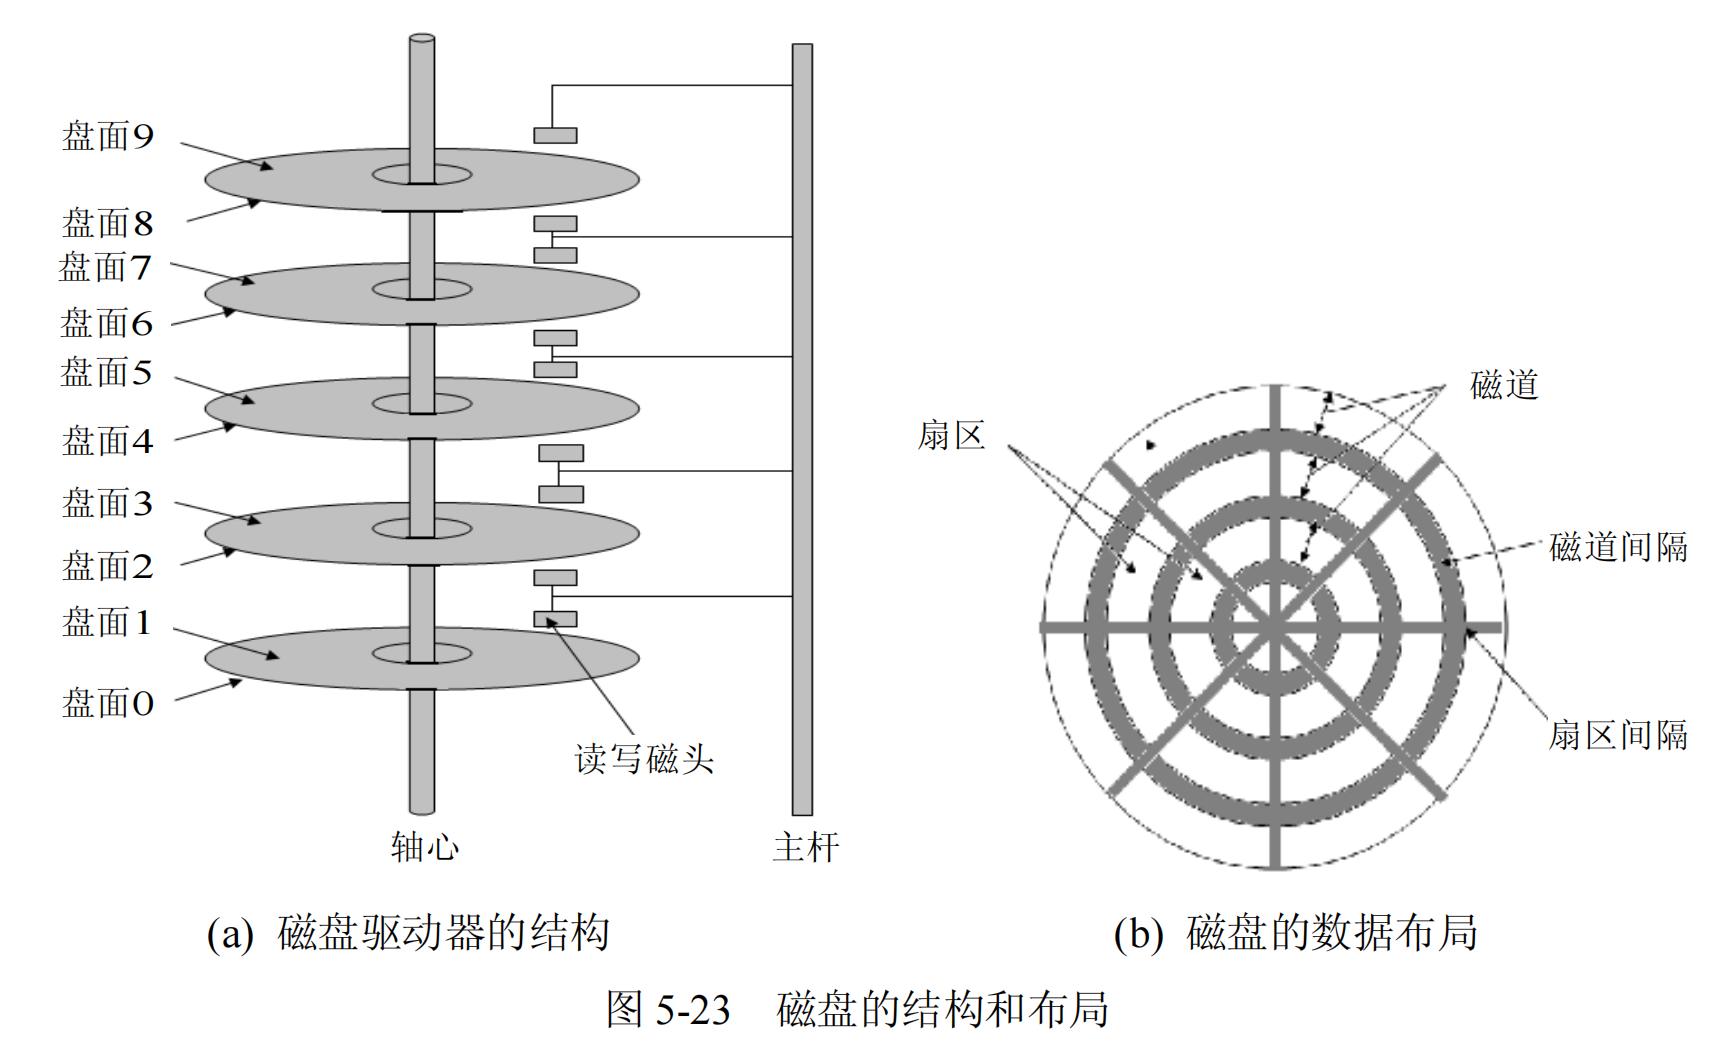 盘面9
盘面8
盘面7
盘面6
盘面5
盘面4
盘面3
盘面2
盘面1
盘面0
读写磁头
轴心
主杆
(a) 磁盘驱动器的结构
磁道
扇区
磁道间隔
扇区间隔
(b) 磁盘的数据布局
图 5-23 磁盘的结构和布局